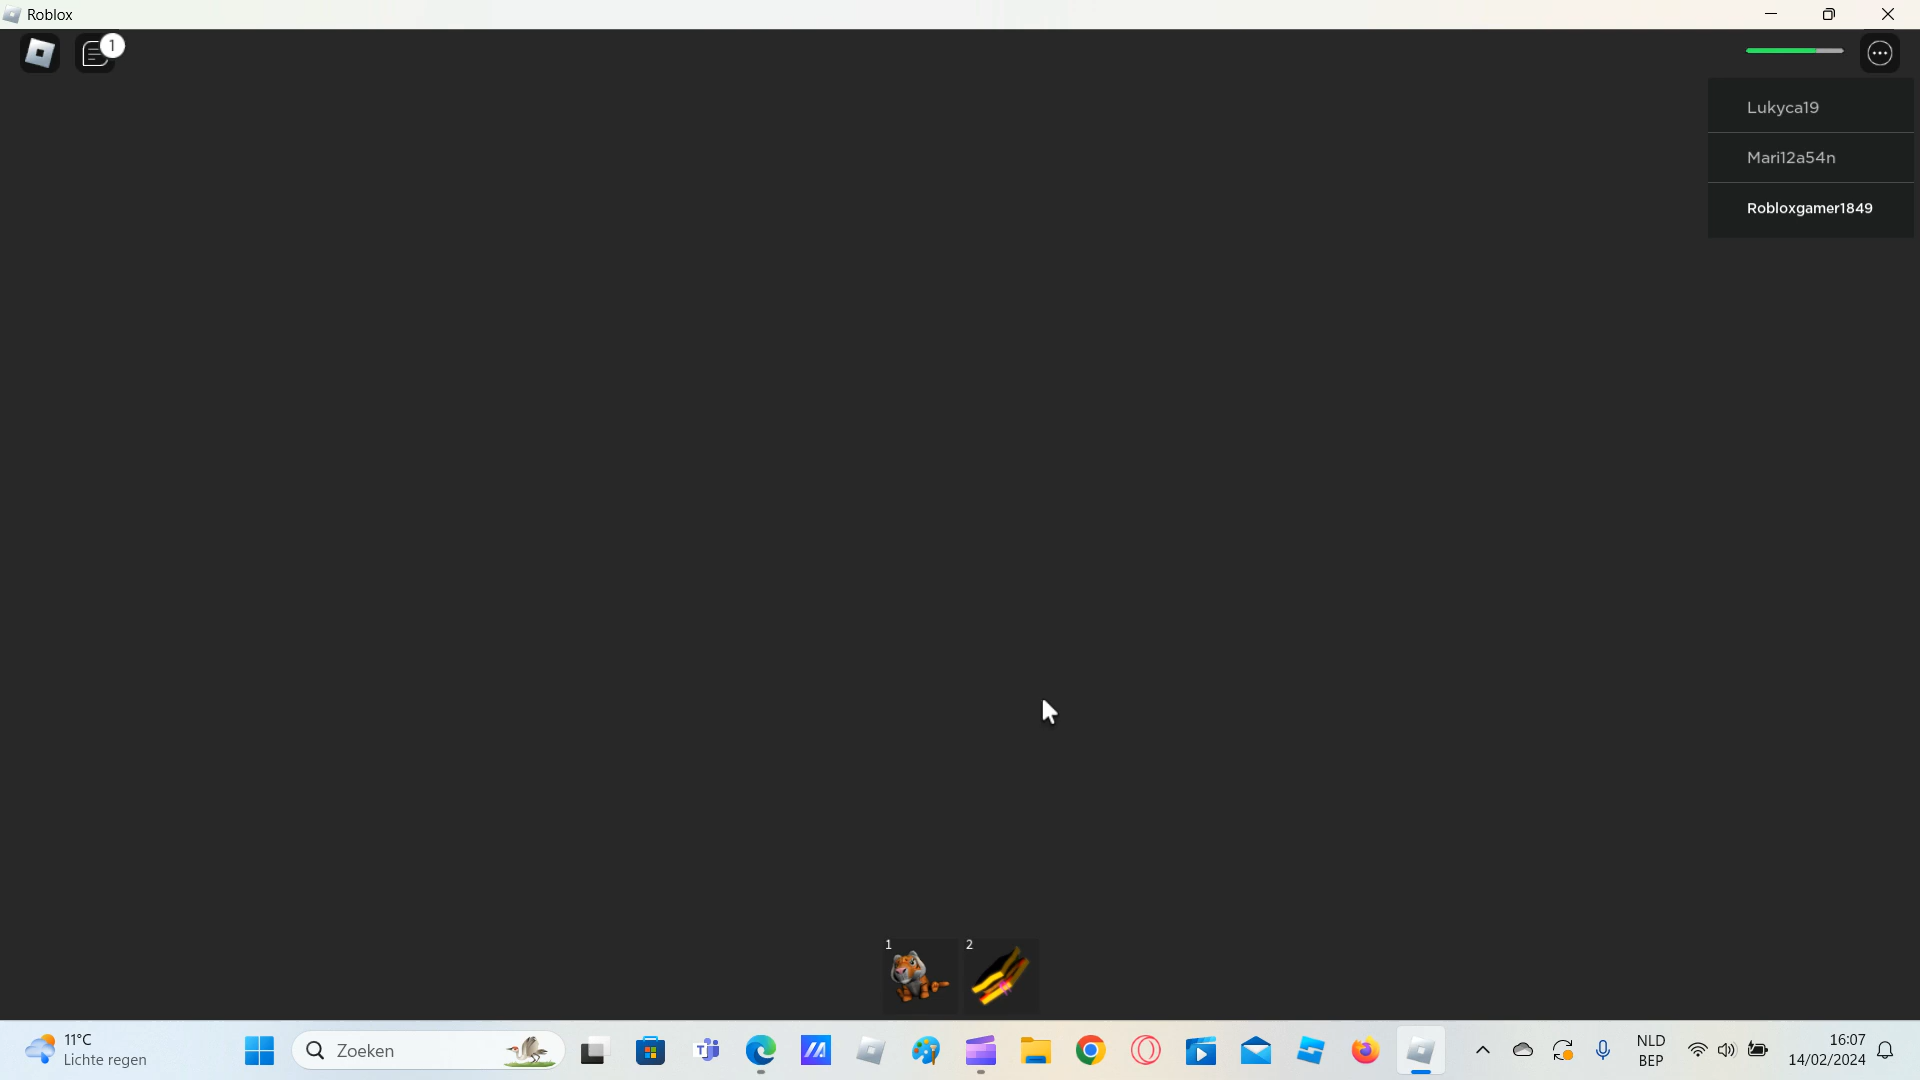 Roblox
1
Lukyca19
Mari12a54n
Robloxgamer1849
1
2
11°C
Lichte regen
Zoeken
NLD
BEP
16:07
14/02/2024